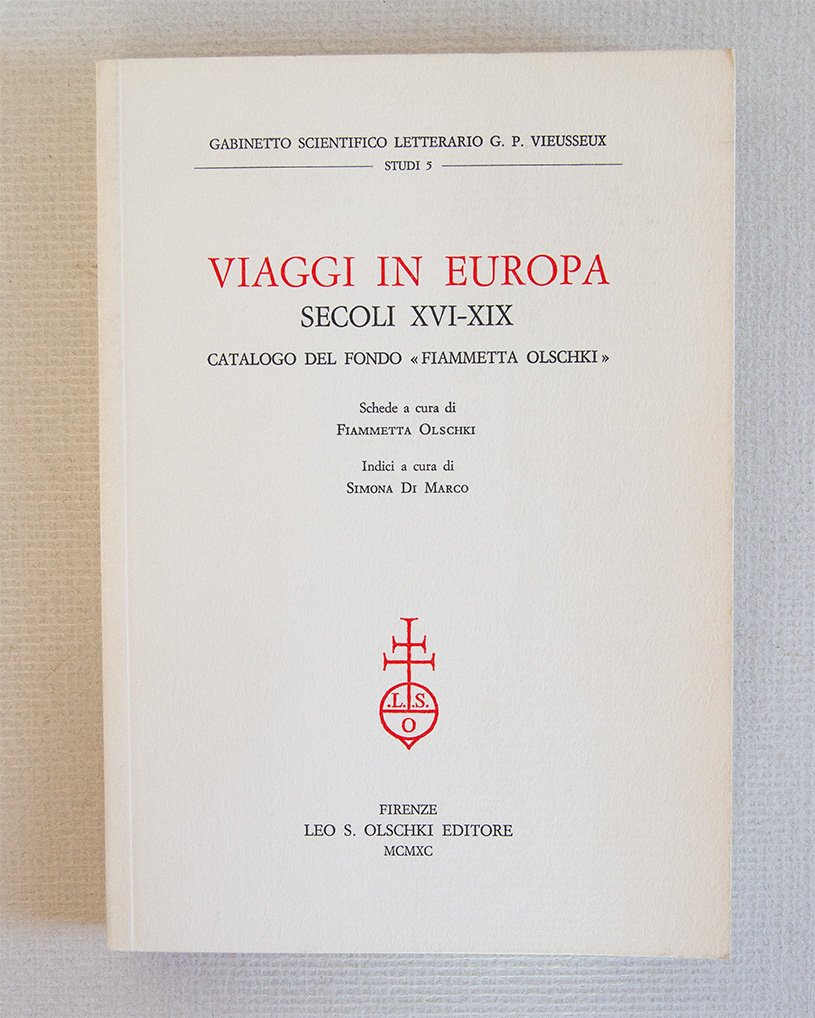 GABINETTO SCIENTIFICO LETTERARIO G. P. VIEUSSEUX
STUDI 5
VIAGGI IN EUROPA
SECOLI XVI-XIX
CATALOGO DEL FONDO «FIAMMETTA OLSCHKI»
Schede a cura di
FIAMMETTA OLSCHKI
Indici a cura di
SIMONA DI MARCO
.L.S.
O
FIRENZE
LEO S. OLSCHKI EDITORE
MCMXC